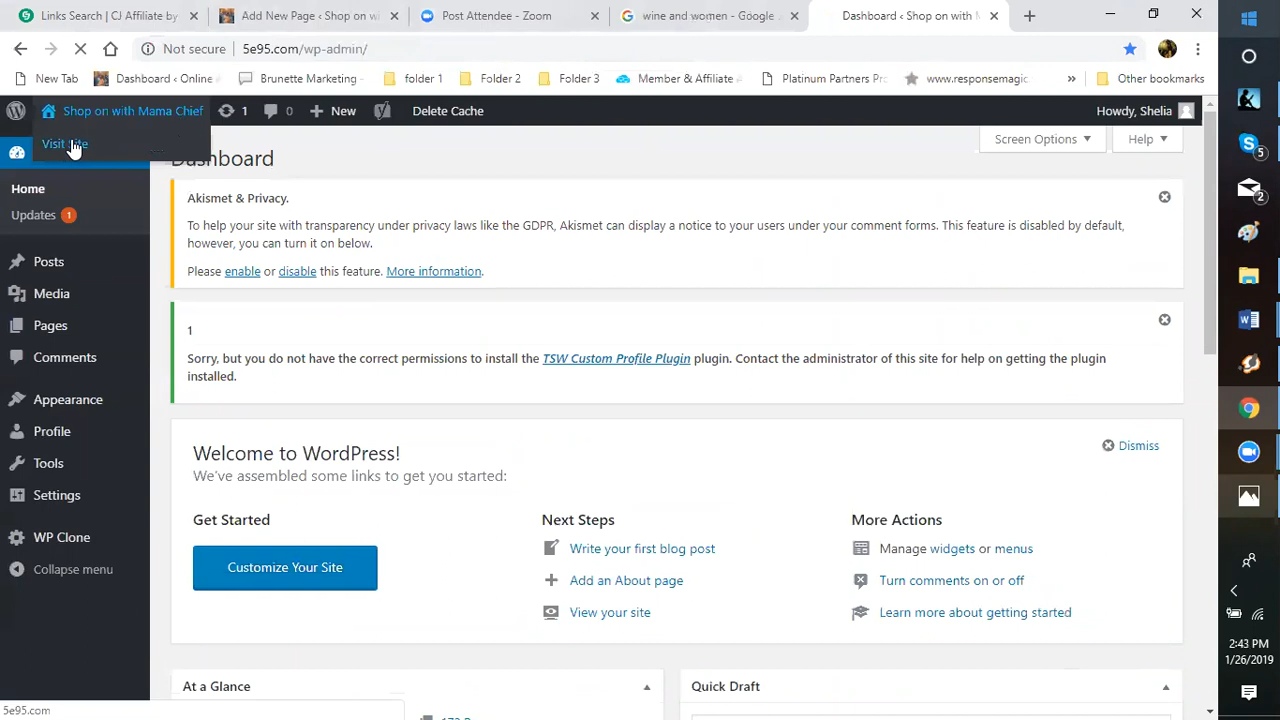 Links Search | CJ Affiliate by
Add New Page ‹ Shop on wi
Post Attendee - Zoom
wine and women - Google
Dashboard ‹ Shop on with M
Not secure | 5e95.com/wp-admin/
New Tab
Dashboard ‹ Online
Brunette Marketing -
folder 1
Folder 2
Folder 3
Member & Affiliate
Platinum Partners Pr
www.responsemagic
»
Other bookmarks
Shop on with Mama Chief
1
0
New
Delete Cache
Howdy, Shelia
Visit Site
Screen Options
Help
Dashboard
Home
Updates 1
Posts
Media
Pages
Comments
Appearance
Profile
Tools
Settings
WP Clone
Collapse menu
Akismet & Privacy.
To help your site with transparency under privacy laws like the GDPR, Akismet can display a notice to your users under your comment forms. This feature is disabled by default,
however, you can turn it on below.
Please enable or disable this feature. More information.
1
Sorry, but you do not have the correct permissions to install the TSW Custom Profile Plugin plugin. Contact the administrator of this site for help on getting the plugin
installed.
Welcome to WordPress!
We've assembled some links to get you started:
Dismiss
Get Started
Customize Your Site
Next Steps
Write your first blog post
Add an About page
View your site
More Actions
Manage widgets or menus
Turn comments on or off
Learn more about getting started
At a Glance
Quick Draft
5e95.com
5
2
2:43 PM
1/26/2019